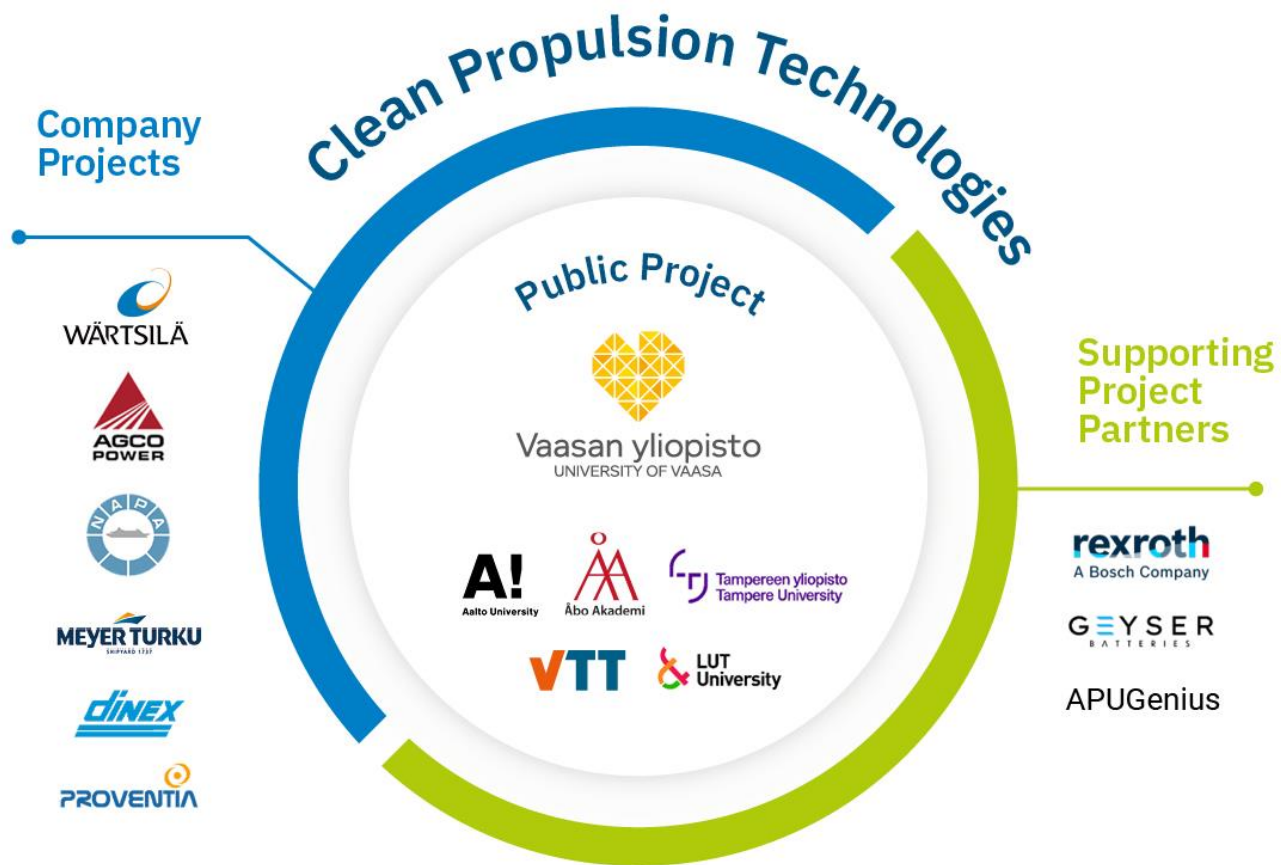 Clean Propulsion Technologies
Company
Projects
WÄRTSILÄ
AGCO
POWER
NAPA
MEYER TURKU
SHIPYARD 1737
dinex
PROVENTIA
Public Project
Vaasan yliopisto
UNIVERSITY OF VAASA
A!
Aalto University
Åbo Akademi
Tampereen yliopisto
Tampere University
VTT
LUT
University
Supporting
Project
Partners
rexroth
A Bosch Company
GEYSER
BATTERIES
APUGenius